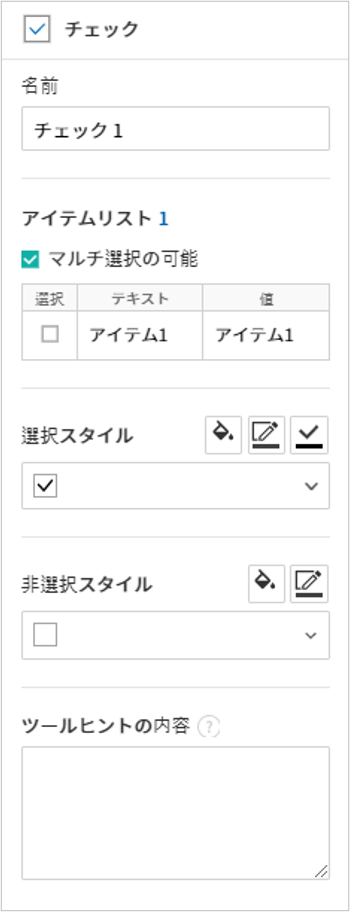 チェック
名前
チェック 1
アイテムリスト 1
マルチ選択の可能
選択 テキスト 値
アイテム1 アイテム1
選択スタイル
非選択スタイル
ツールヒントの内容 ?